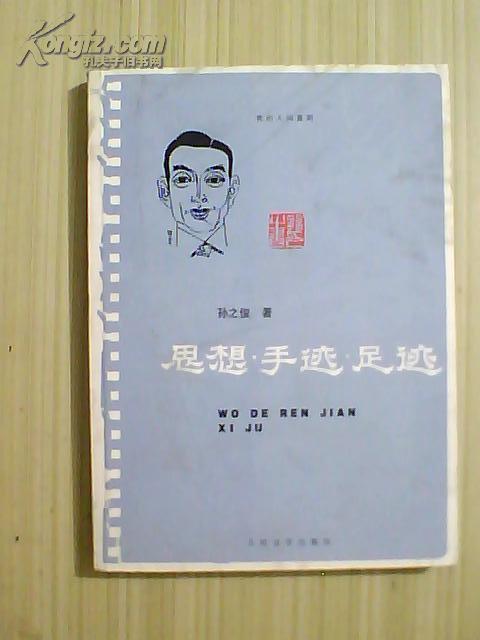 Kongfz.com
孔夫子旧书网
我的人间喜剧
孙之俊 著
思想·手迹·足迹
WO DE REN JIAN
XI JU